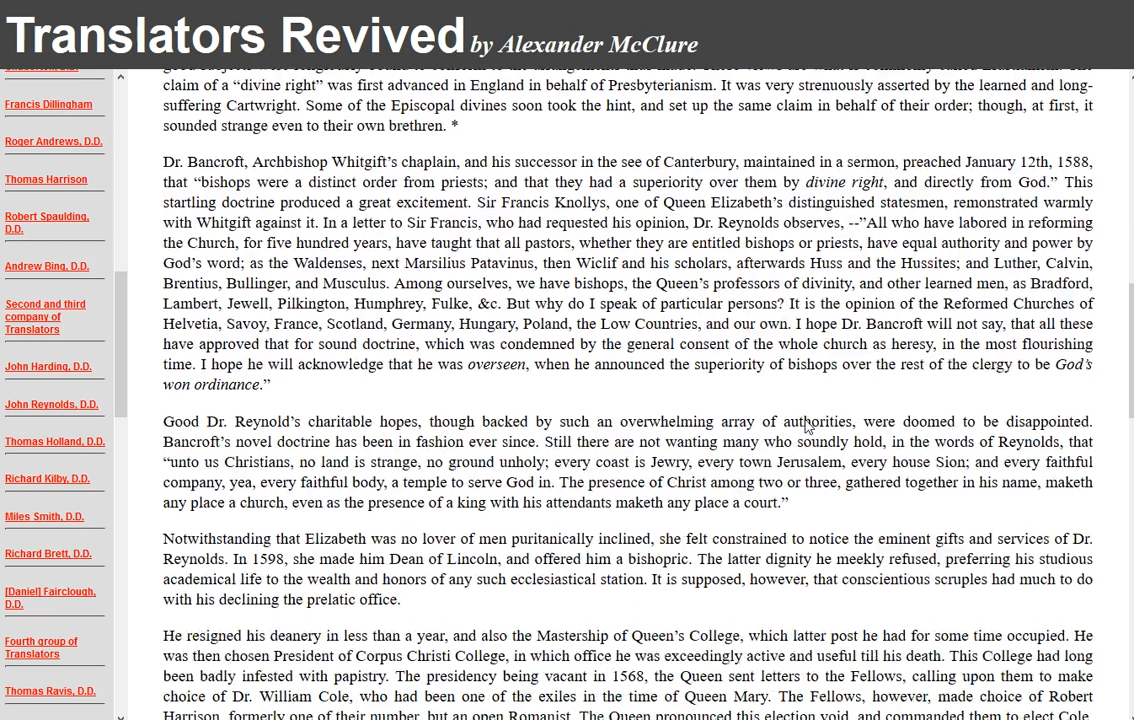 Translators Revived by Alexander McClure
Francis Dillingham
Roger Andrews, D.D.
Thomas Harrison
Robert Spaulding,
D.D.
Andrew Bing, D.D.
Second and third
company of
Translators
John Harding, D.D.
John Reynolds, D.D.
Thomas Holland, D.D.
Richard Kilby, D.D.
Miles Smith, D.D.
Richard Brett, D.D.
[Daniel] Fairclough,
D.D.
Fourth group of
Translators
Thomas Ravis, D.D.
claim of a “divine right” was first advanced in England in behalf of Presbyterianism. It was very strenuously asserted by the learned and long-
suffering Cartwright. Some of the Episcopal divines soon took the hint, and set up the same claim in behalf of their order; though, at first, it
sounded strange even to their own brethren. *
Dr. Bancroft, Archbishop Whitgift’s chaplain, and his successor in the see of Canterbury, maintained in a sermon, preached January 12th, 1588,
that “bishops were a distinct order from priests; and that they had a superiority over them by divine right, and directly from God.” This
startling doctrine produced a great excitement. Sir Francis Knollys, one of Queen Elizabeth’s distinguished statesmen, remonstrated warmly
with Whitgift against it. In a letter to Sir Francis, who had requested his opinion, Dr. Reynolds observes, --”All who have labored in reforming
the Church, for five hundred years, have taught that all pastors, whether they are entitled bishops or priests, have equal authority and power by
God’s word; as the Waldenses, next Marsilius Patavinus, then Wiclif and his scholars, afterwards Huss and the Hussites; and Luther, Calvin,
Brentius, Bullinger, and Musculus. Among ourselves, we have bishops, the Queen’s professors of divinity, and other learned men, as Bradford,
Lambert, Jewell, Pilkington, Humphrey, Fulke, &c. But why do I speak of particular persons? It is the opinion of the Reformed Churches of
Helvetia, Savoy, France, Scotland, Germany, Hungary, Poland, the Low Countries, and our own. I hope Dr. Bancroft will not say, that all these
have approved that for sound doctrine, which was condemned by the general consent of the whole church as heresy, in the most flourishing
time. I hope he will acknowledge that he was overseen, when he announced the superiority of bishops over the rest of the clergy to be God’s
won ordinance.”
Good Dr. Reynold’s charitable hopes, though backed by such an overwhelming array of authorities, were doomed to be disappointed.
Bancroft’s novel doctrine has been in fashion ever since. Still there are not wanting many who soundly hold, in the words of Reynolds, that
“unto us Christians, no land is strange, no ground unholy; every coast is Jewry, every town Jerusalem, every house Sion; and every faithful
company, yea, every faithful body, a temple to serve God in. The presence of Christ among two or three, gathered together in his name, maketh
any place a church, even as the presence of a king with his attendants maketh any place a court.”
Notwithstanding that Elizabeth was no lover of men puritanically inclined, she felt constrained to notice the eminent gifts and services of Dr.
Reynolds. In 1598, she made him Dean of Lincoln, and offered him a bishopric. The latter dignity he meekly refused, preferring his studious
academical life to the wealth and honors of any such ecclesiastical station. It is supposed, however, that conscientious scruples had much to do
with his declining the prelatic office.
He resigned his deanery in less than a year, and also the Mastership of Queen’s College, which latter post he had for some time occupied. He
was then chosen President of Corpus Christi College, in which office he was exceedingly active and useful till his death. This College had long
been badly infested with papistry. The presidency being vacant in 1568, the Queen sent letters to the Fellows, calling upon them to make
choice of Dr. William Cole, who had been one of the exiles in the time of Queen Mary. The Fellows, however, made choice of Robert
Harrison, formerly one of their number, but an open Romanist. The Queen pronounced this election void, and commanded them to elect Cole.